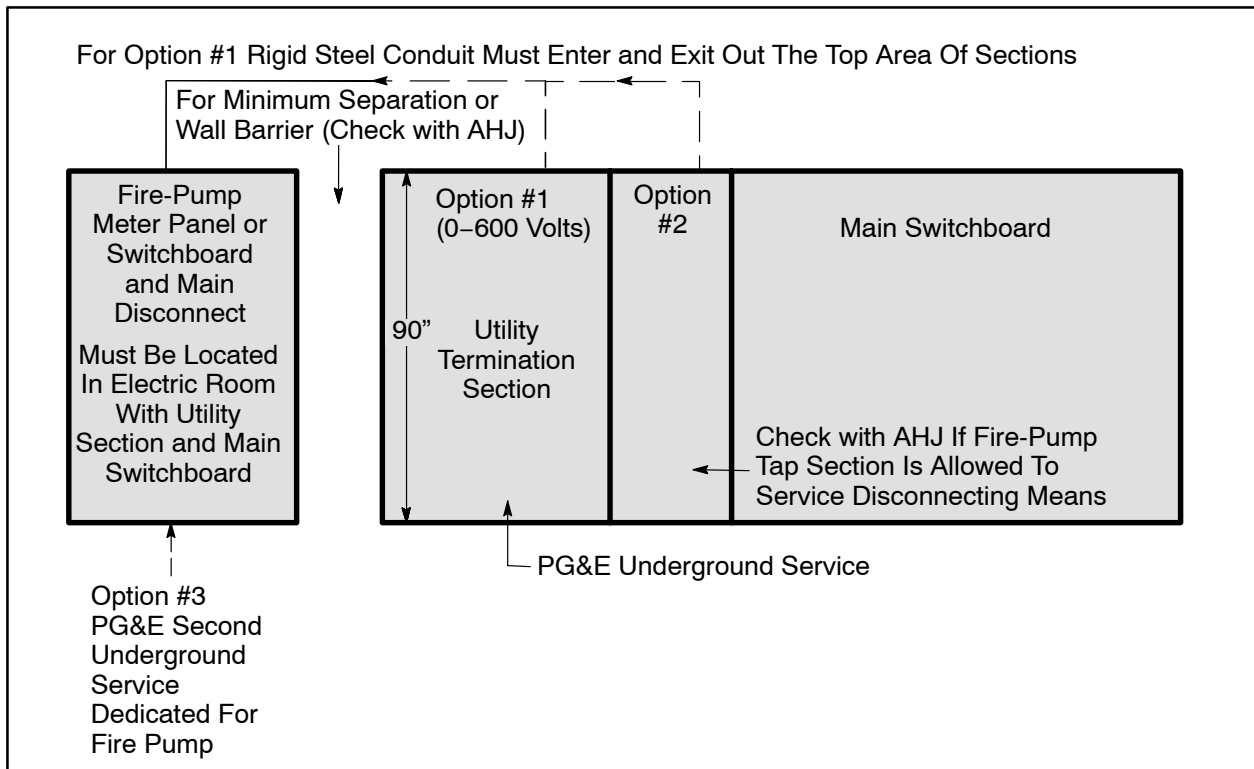 For Option #1 Rigid Steel Conduit Must Enter and Exit Out The Top Area Of Sections
For Minimum Separation or
Wall Barrier (Check with AHJ)
Fire-Pump
Meter Panel or
Switchboard
and Main
Disconnect
Must Be Located
In Electric Room
With Utility
Section and Main
Switchboard
Option #1
(0–600 Volts)
90”
Utility
Termination
Section
Option
#2
Main Switchboard
Check with AHJ If Fire-Pump
Tap Section Is Allowed To
Service Disconnecting Means
PG&E Underground Service
Option #3
PG&E Second
Underground
Service
Dedicated For
Fire Pump